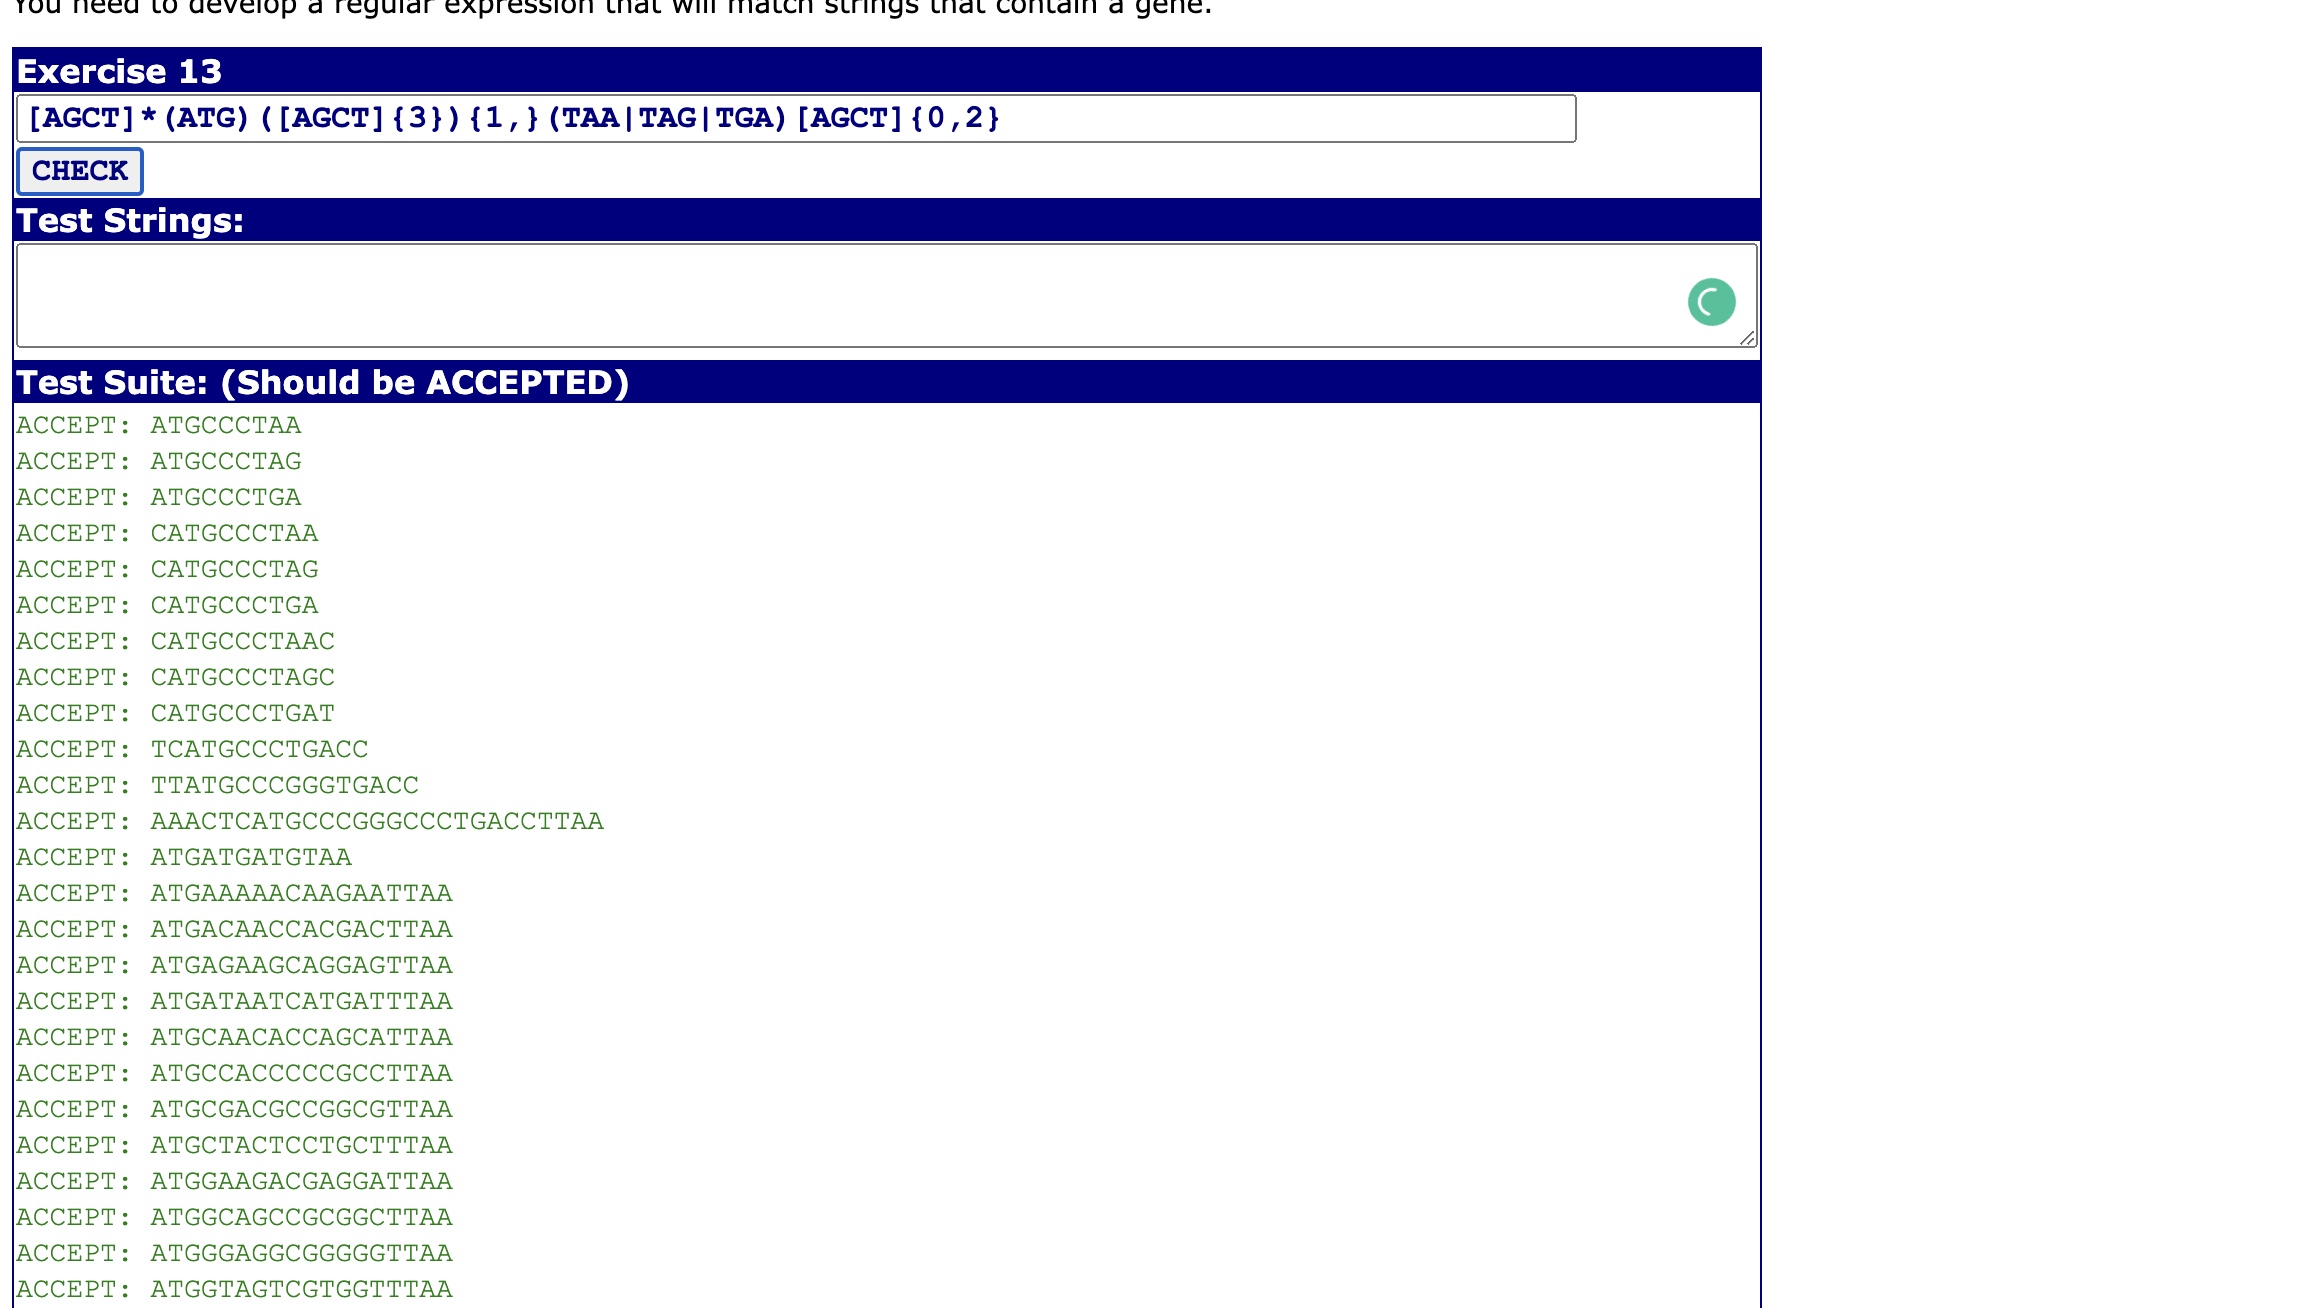 You need to develop a regular expression that will match strings that contain a gene.
Exercise 13
[AGCT]*(ATG)([AGCT]{3}){1,}(TAA|TAG|TGA)[AGCT]{0,2}
CHECK
Test Strings:
Test Suite: (Should be ACCEPTED)
ACCEPT: ATGCCCTAA
ACCEPT: ATGCCCTAG
ACCEPT: ATGCCCTGA
ACCEPT: CATGCCCTAA
ACCEPT: CATGCCCTAG
ACCEPT: CATGCCCTGA
ACCEPT: CATGCCCTAAC
ACCEPT: CATGCCCTAGC
ACCEPT: CATGCCCTGAT
ACCEPT: TCATGCCCTGACC
ACCEPT: TTATGCCCGGGTGACC
ACCEPT: AAACTCATGCCCGGGCCCTGACCTTAA
ACCEPT: ATGATGATGTAA
ACCEPT: ATGAAAAACAAGAATTAA
ACCEPT: ATGACAACCACGACTTAA
ACCEPT: ATGAGAAGCAGGAGTTAA
ACCEPT: ATGATAATCATGATTTAA
ACCEPT: ATGCAACACCAGCATTAA
ACCEPT: ATGCCACCCCCGCCTTAA
ACCEPT: ATGCGACGCCGGCGTTAA
ACCEPT: ATGCTACTCCTGCTTTAA
ACCEPT: ATGGAAGACGAGGATTAA
ACCEPT: ATGGCAGCCGCGGCTTAA
ACCEPT: ATGGGAGGCGGGGGTTAA
ACCEPT: ATGGTAGTCGTGGTTTAA